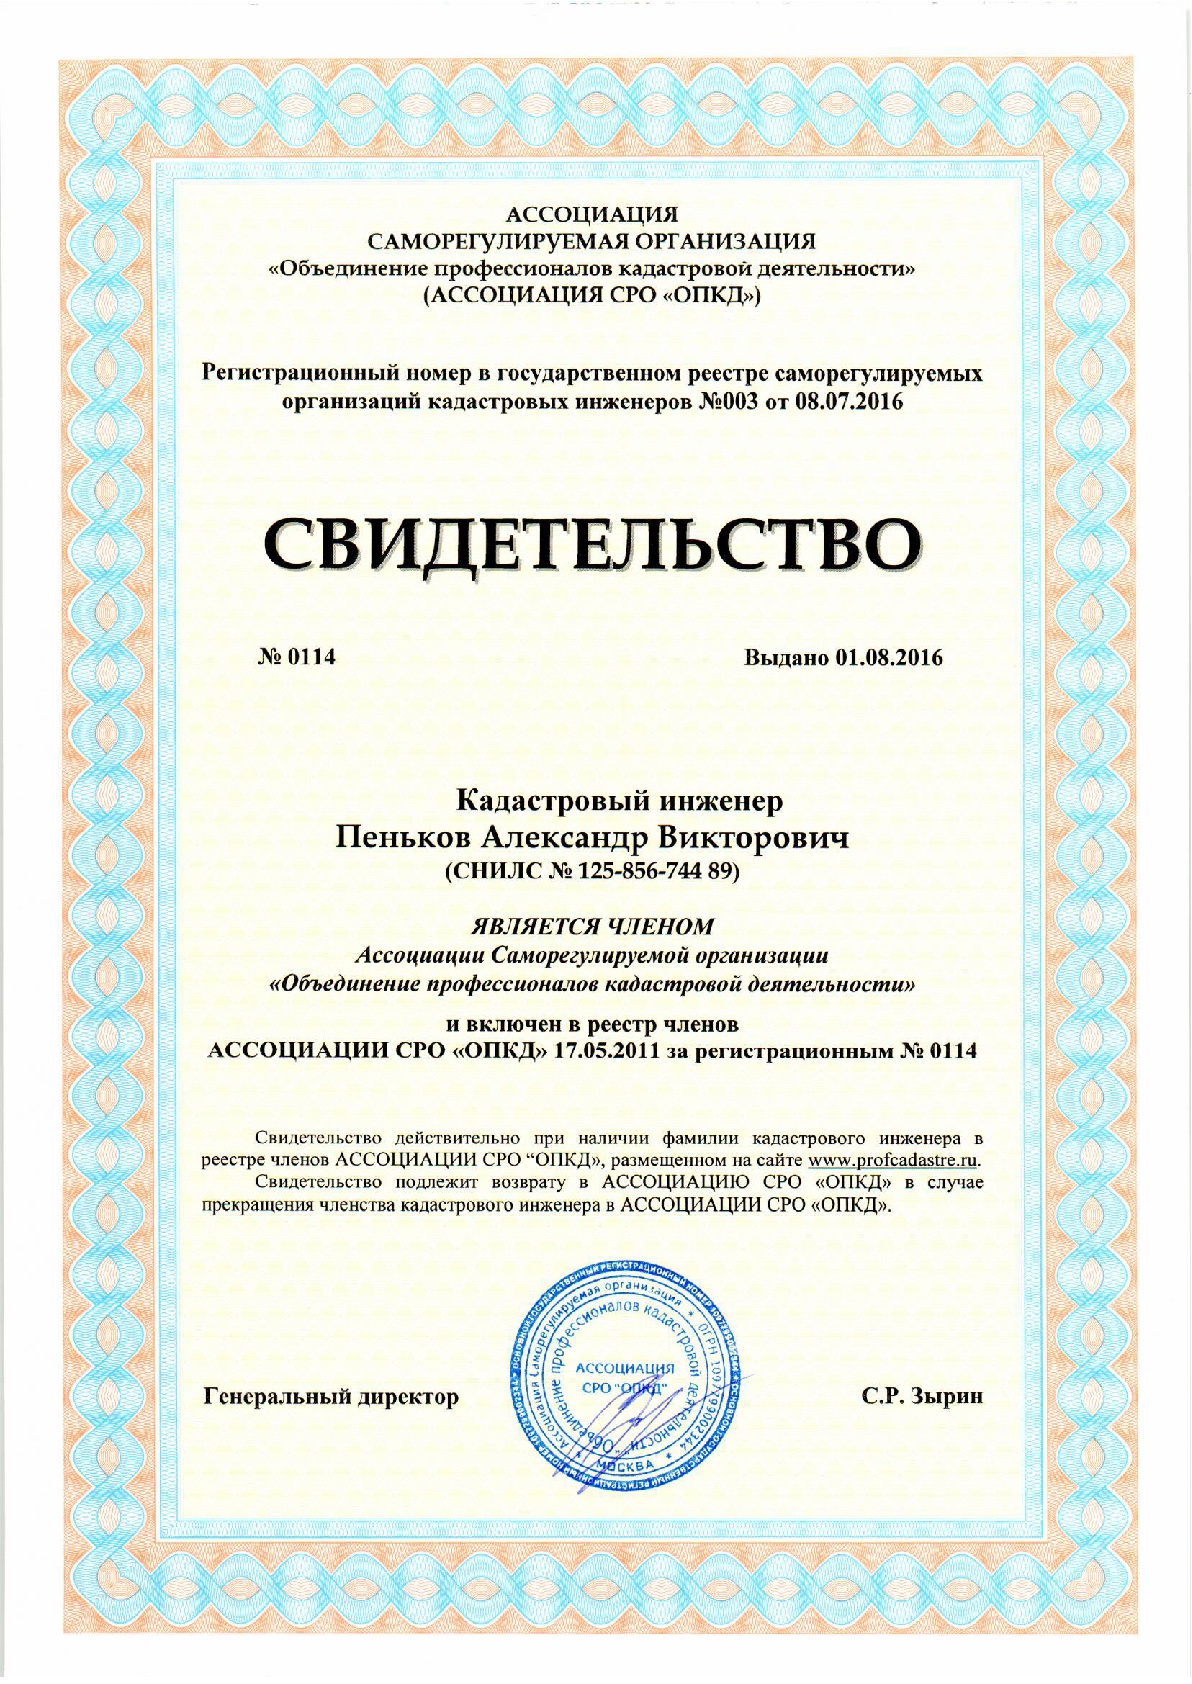 АССОЦИАЦИЯ
САМОРЕГУЛИРУЕМАЯ ОРГАНИЗАЦИЯ
«Объединение профессионалов кадастровой деятельности»
(АССОЦИАЦИЯ СРО «ОПКД»)
Регистрационный номер в государственном реестре саморегулируемых
организаций кадастровых инженеров №003 от 08.07.2016
СВИДЕТЕЛЬСТВО
№ 0114 Выдано 01.08.2016
Кадастровый инженер
Пеньков Александр Викторович
(СНИЛС № 125-856-744 89)
ЯВЛЯЕТСЯ ЧЛЕНОМ
Ассоциации Саморегулируемой организации
«Объединение профессионалов кадастровой деятельности»
и включен в реестр членов
АССОЦИАЦИИ СРО «ОПКД» 17.05.2011 за регистрационным № 0114
Свидетельство действительно при наличии фамилии кадастрового инженера в
реестре членов АССОЦИАЦИИ СРО “ОПКД», размещенном на сайте www.profcadastre.ru.
Свидетельство подлежит возврату в АССОЦИАЦИЮ СРО «ОПКД» в случае
прекращения членства кадастрового инженера в АССОЦИАЦИИ СРО «ОПКД».
Генеральный директор С.Р. Зырин
Ассоциация Саморегулируемая организация
"Объединение профессионалов кадастровой деятельности"
АССОЦИАЦИЯ
СРО "ОПКД"
МОСКВА